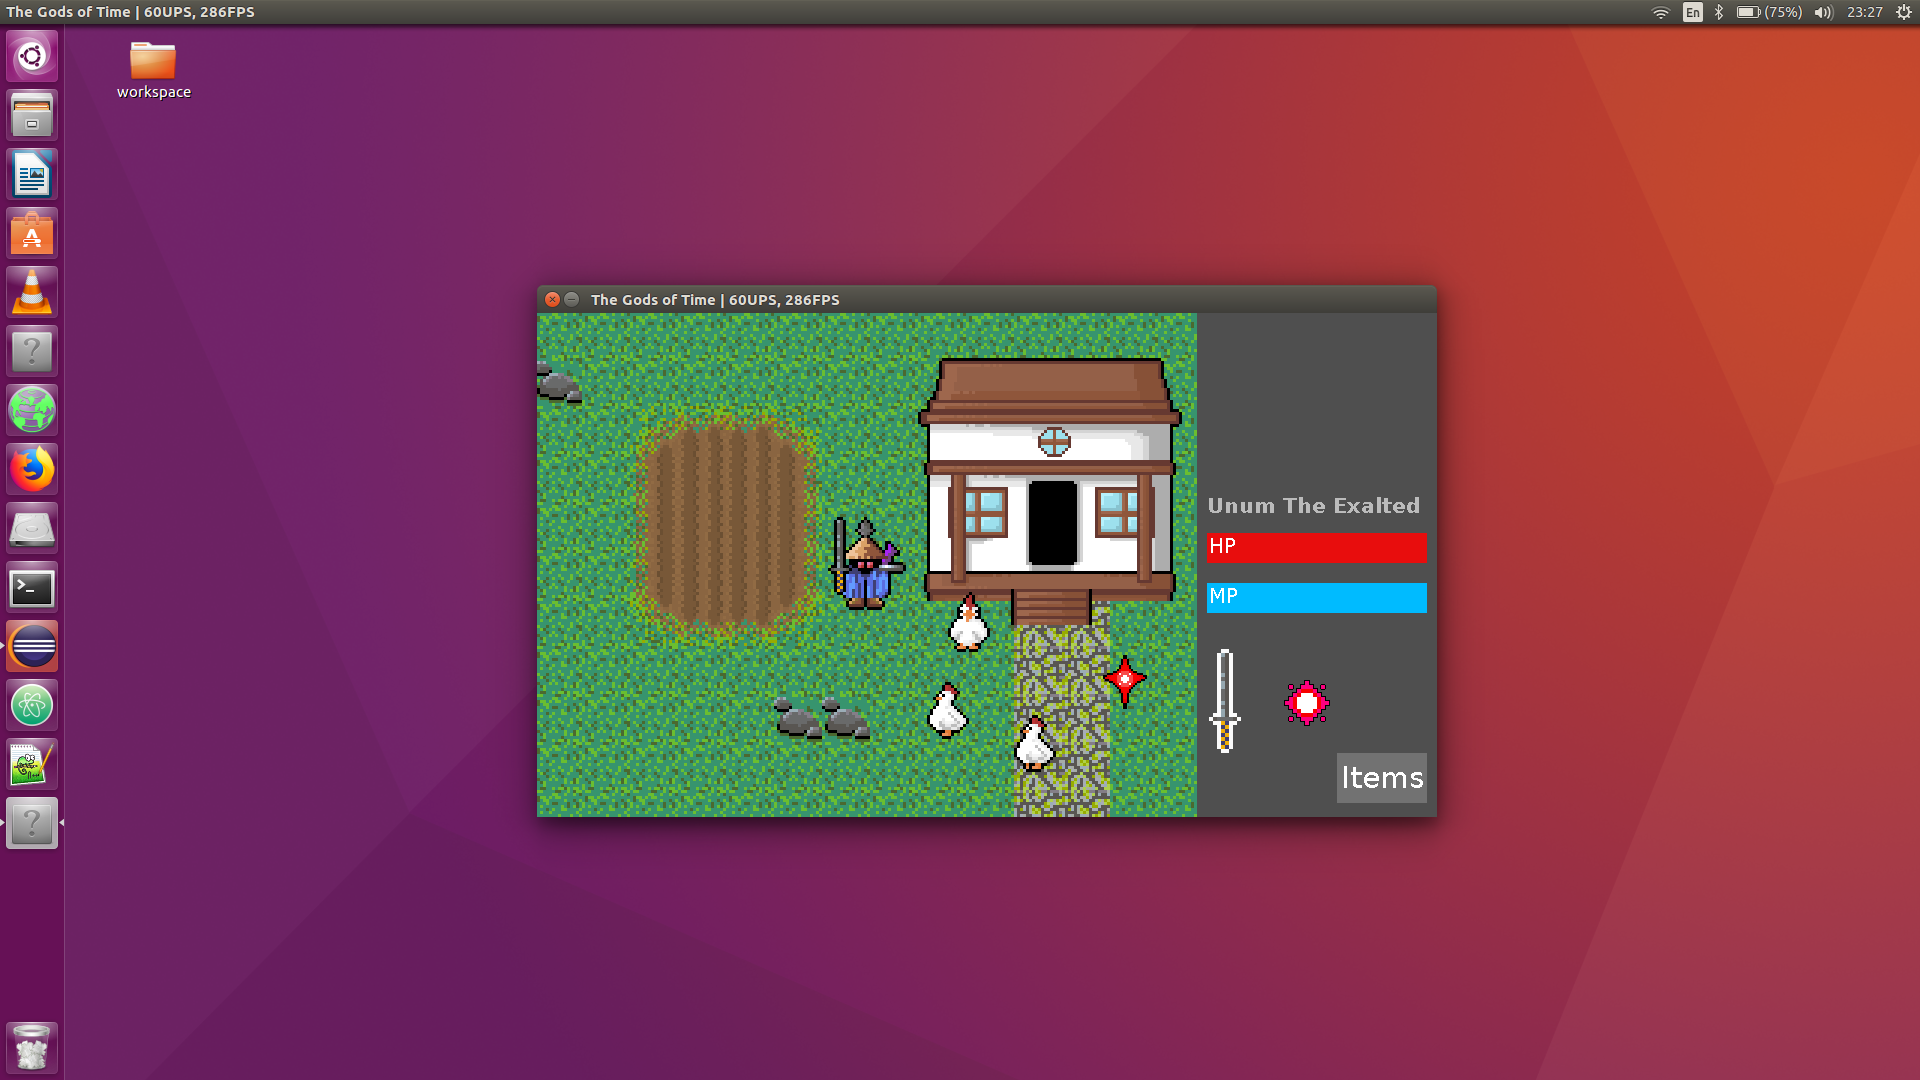 The Gods of Time | 60UPS, 286FPS
En
(75%)
23:27
workspace
The Gods of Time | 60UPS, 286FPS
Unum The Exalted
HP
MP
Items